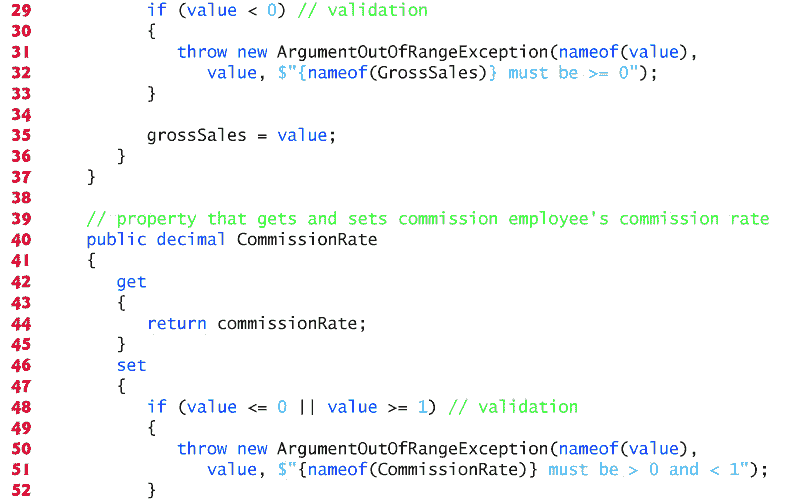 29 if (value < 0) // validation
30 {
31 throw new ArgumentOutOfRangeException(nameof(value),
32 value, $"{nameof(GrossSales)} must be >= 0");
33 }
34
35 grossSales = value;
36 }
37 }
38
39 // property that gets and sets commission employee's commission rate
40 public decimal CommissionRate
41 {
42 get
43 {
44 return commissionRate;
45 }
46 set
47 {
48 if (value <= 0 || value >= 1) // validation
49 {
50 throw new ArgumentOutOfRangeException(nameof(value),
51 value, $"{nameof(CommissionRate)} must be > 0 and < 1");
52 }